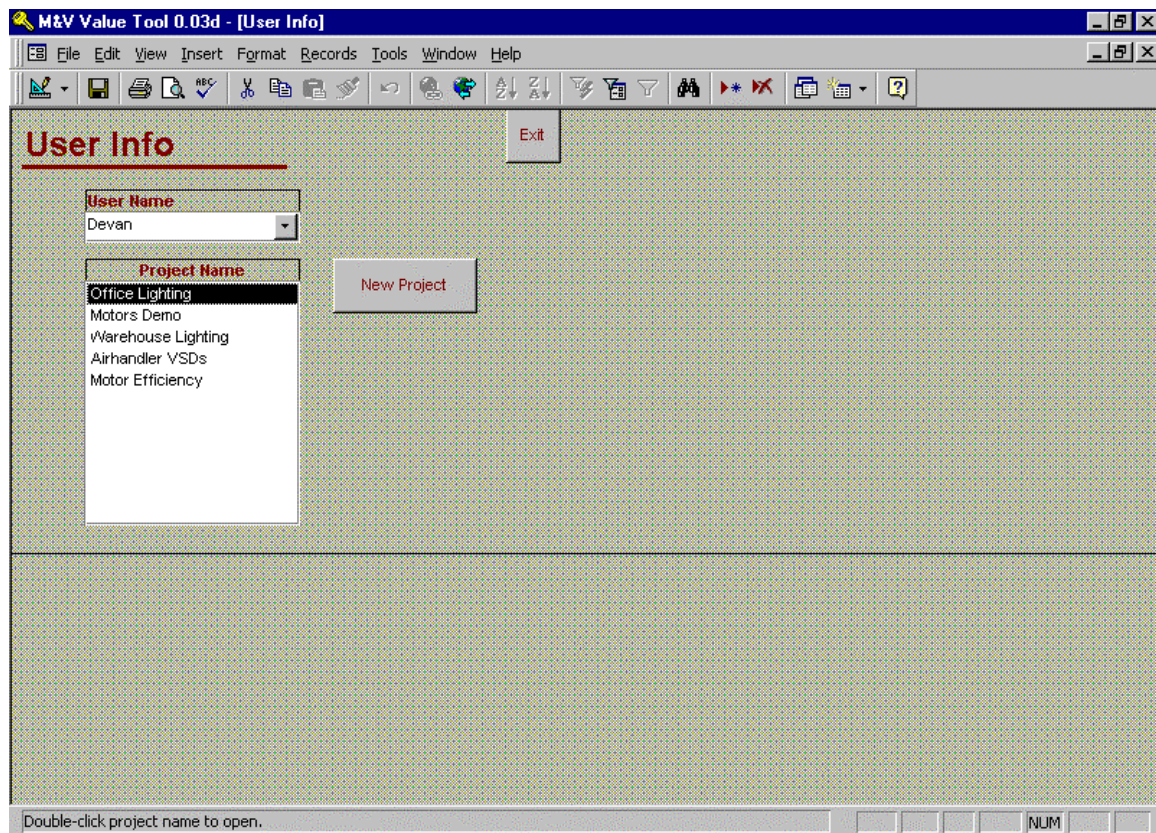 M&V Value Tool 0.03d - [User Info]
File Edit View Insert Format Records Tools Window Help
ABC
A Z Z A
Exit
User Info
User Name
Devan
Project Name
New Project
Office Lighting
Motors Demo
Warehouse Lighting
Airhandler VSDs
Motor Efficiency
Double-click project name to open.
NUM